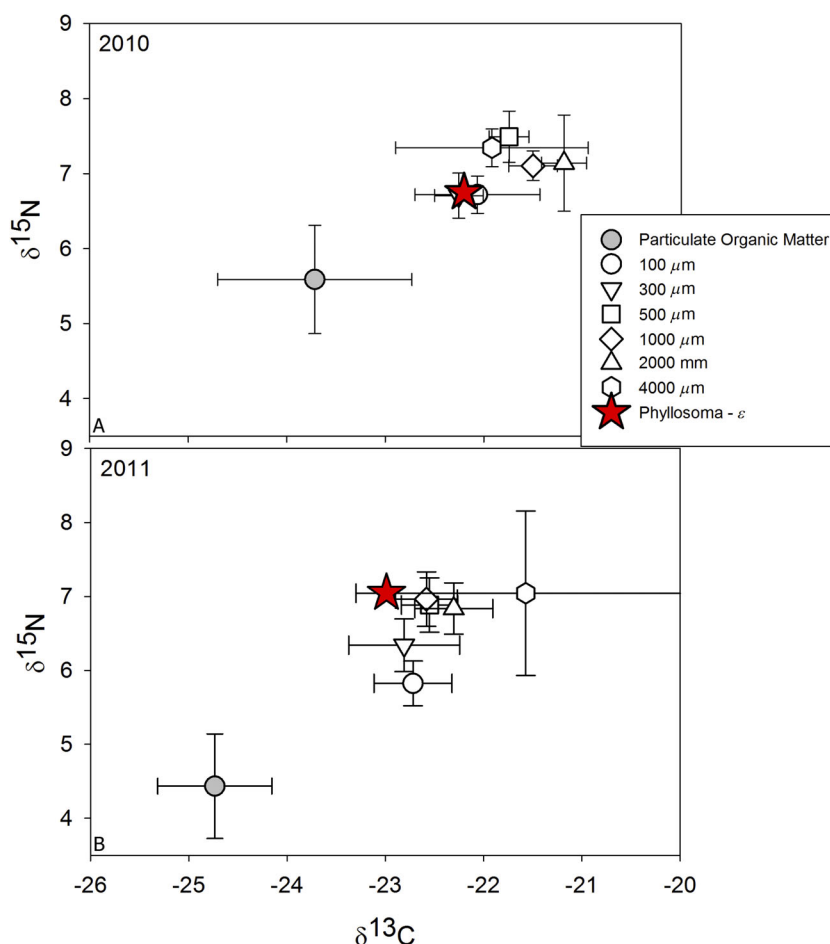 9
2010
8
7
δ15N
6
5
4
A
Particulate Organic Matter
100 μm
300 μm
500 μm
1000 μm
2000 mm
4000 μm
Phyllosoma - ε
9
2011
8
7
δ15N
6
5
4
B
-26 -25 -24 -23 -22 -21 -20
δ13C